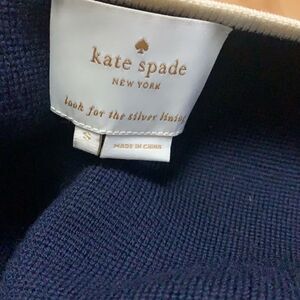 kate spade
NEW YORK
look for the silver lining
S
MADE IN CHINA